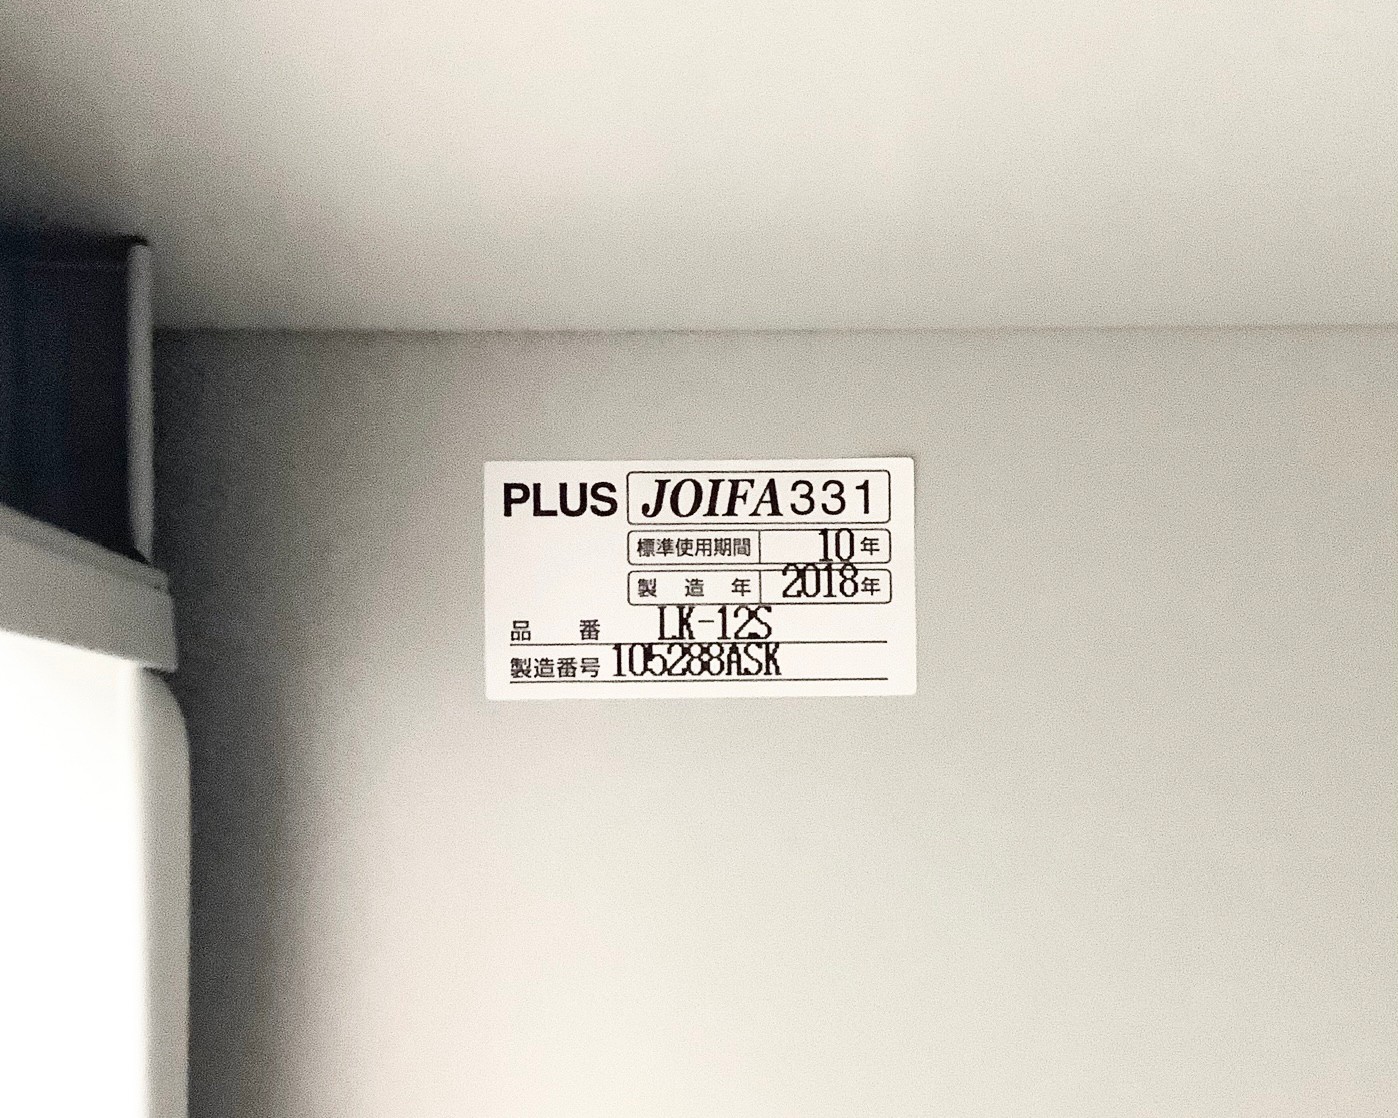 PLUS JOIFA331
標準使用期間 10年
製造年 2018年
品番 LK-12S
製造番号 105288ASK